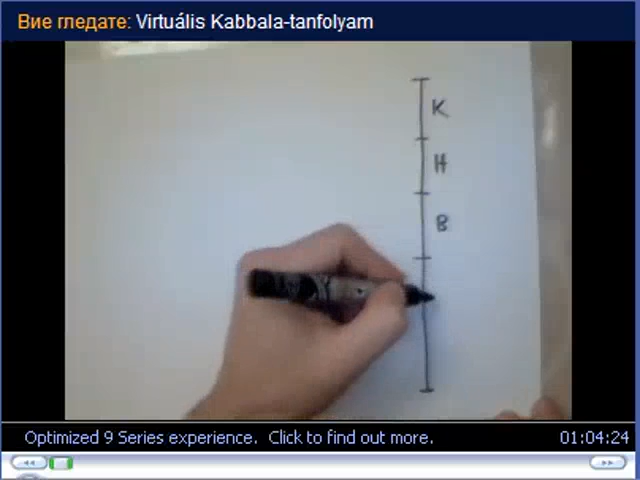 Вие гледате: Virtuális Kabbala-tanfolyam
K
H
B
Optimized 9 Series experience. Click to find out more.
01:04:24